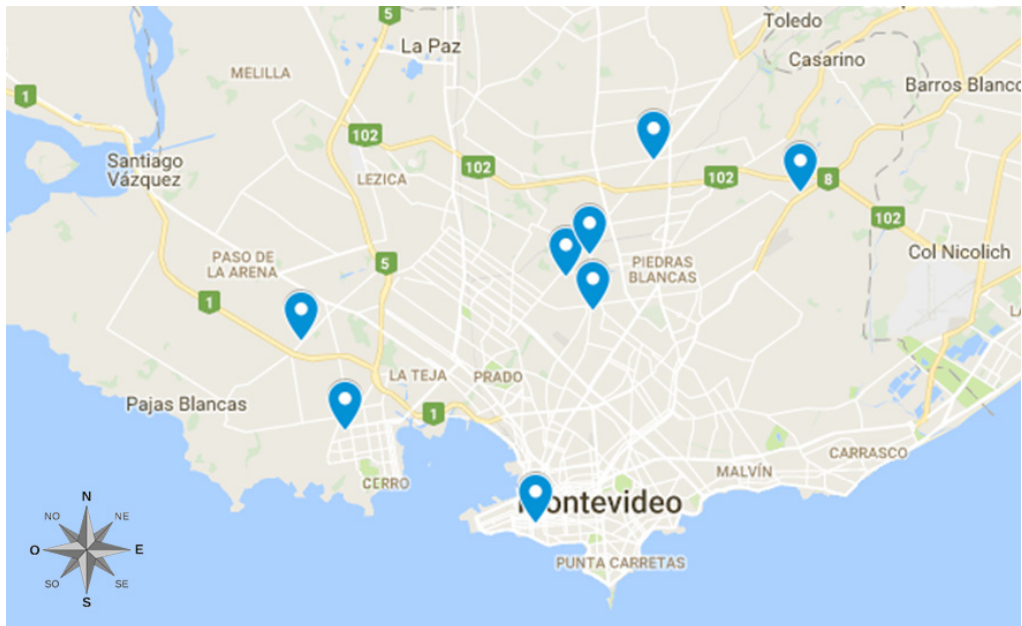 Toledo
5
La Paz
Casarino
MELILLA
Barros Blanco
1
102
Santiago
Vázquez
102
LEZICA
102
8
102
PASO DE
LA ARENA
5
PIEDRAS
BLANCAS
Col Nicolich
1
LA TEJA
PRADO
Pajas Blancas
1
CARRASCO
MALVÍN
CERRO
N
NO
NE
O
E
SO
SE
S
PUNTA CARRETAS